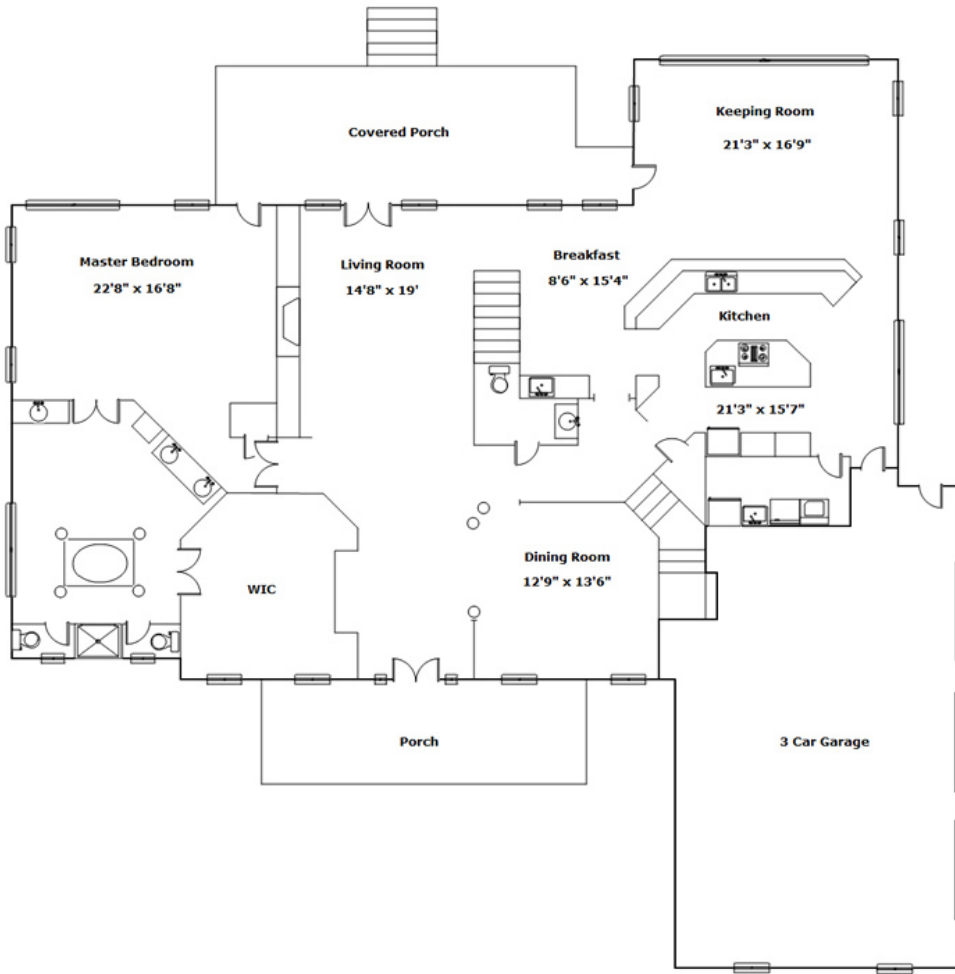 Keeping Room
21'3" x 16'9"
Covered Porch
Master Bedroom
22'8" x 16'8"
Living Room
14'8" x 19'
Breakfast
8'6" x 15'4"
Kitchen
21'3" x 15'7"
Dining Room
12'9" x 13'6"
WIC
Porch
3 Car Garage